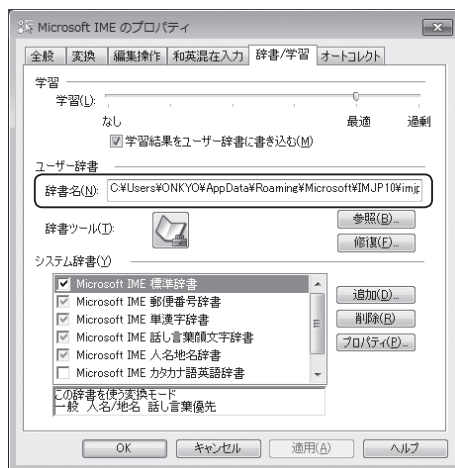 Microsoft IME のプロパティ
全般 変換 編集操作 和英混在入力 辞書/学習 オートコレクト
学習
学習(L):
なし 最適 過剰
学習結果をユーザー辞書に書き込む(M)
ユーザー辞書
辞書名(N): C:¥Users¥ONKYO¥AppData¥Roaming¥Microsoft¥IMJP10¥imjp
参照(B)...
辞書ツール(T):
修復(F)...
システム辞書(Y)
Microsoft IME 標準辞書
Microsoft IME 郵便番号辞書
Microsoft IME 単漢字辞書
Microsoft IME 話し言葉顔文字辞書
Microsoft IME 人名地名辞書
Microsoft IME カタカナ語英語辞書
追加(D)...
削除(R)
プロパティ(P)...
この辞書を使う変換モード
一般 人名/地名 話し言葉優先
OK キャンセル 適用(A) ヘルプ